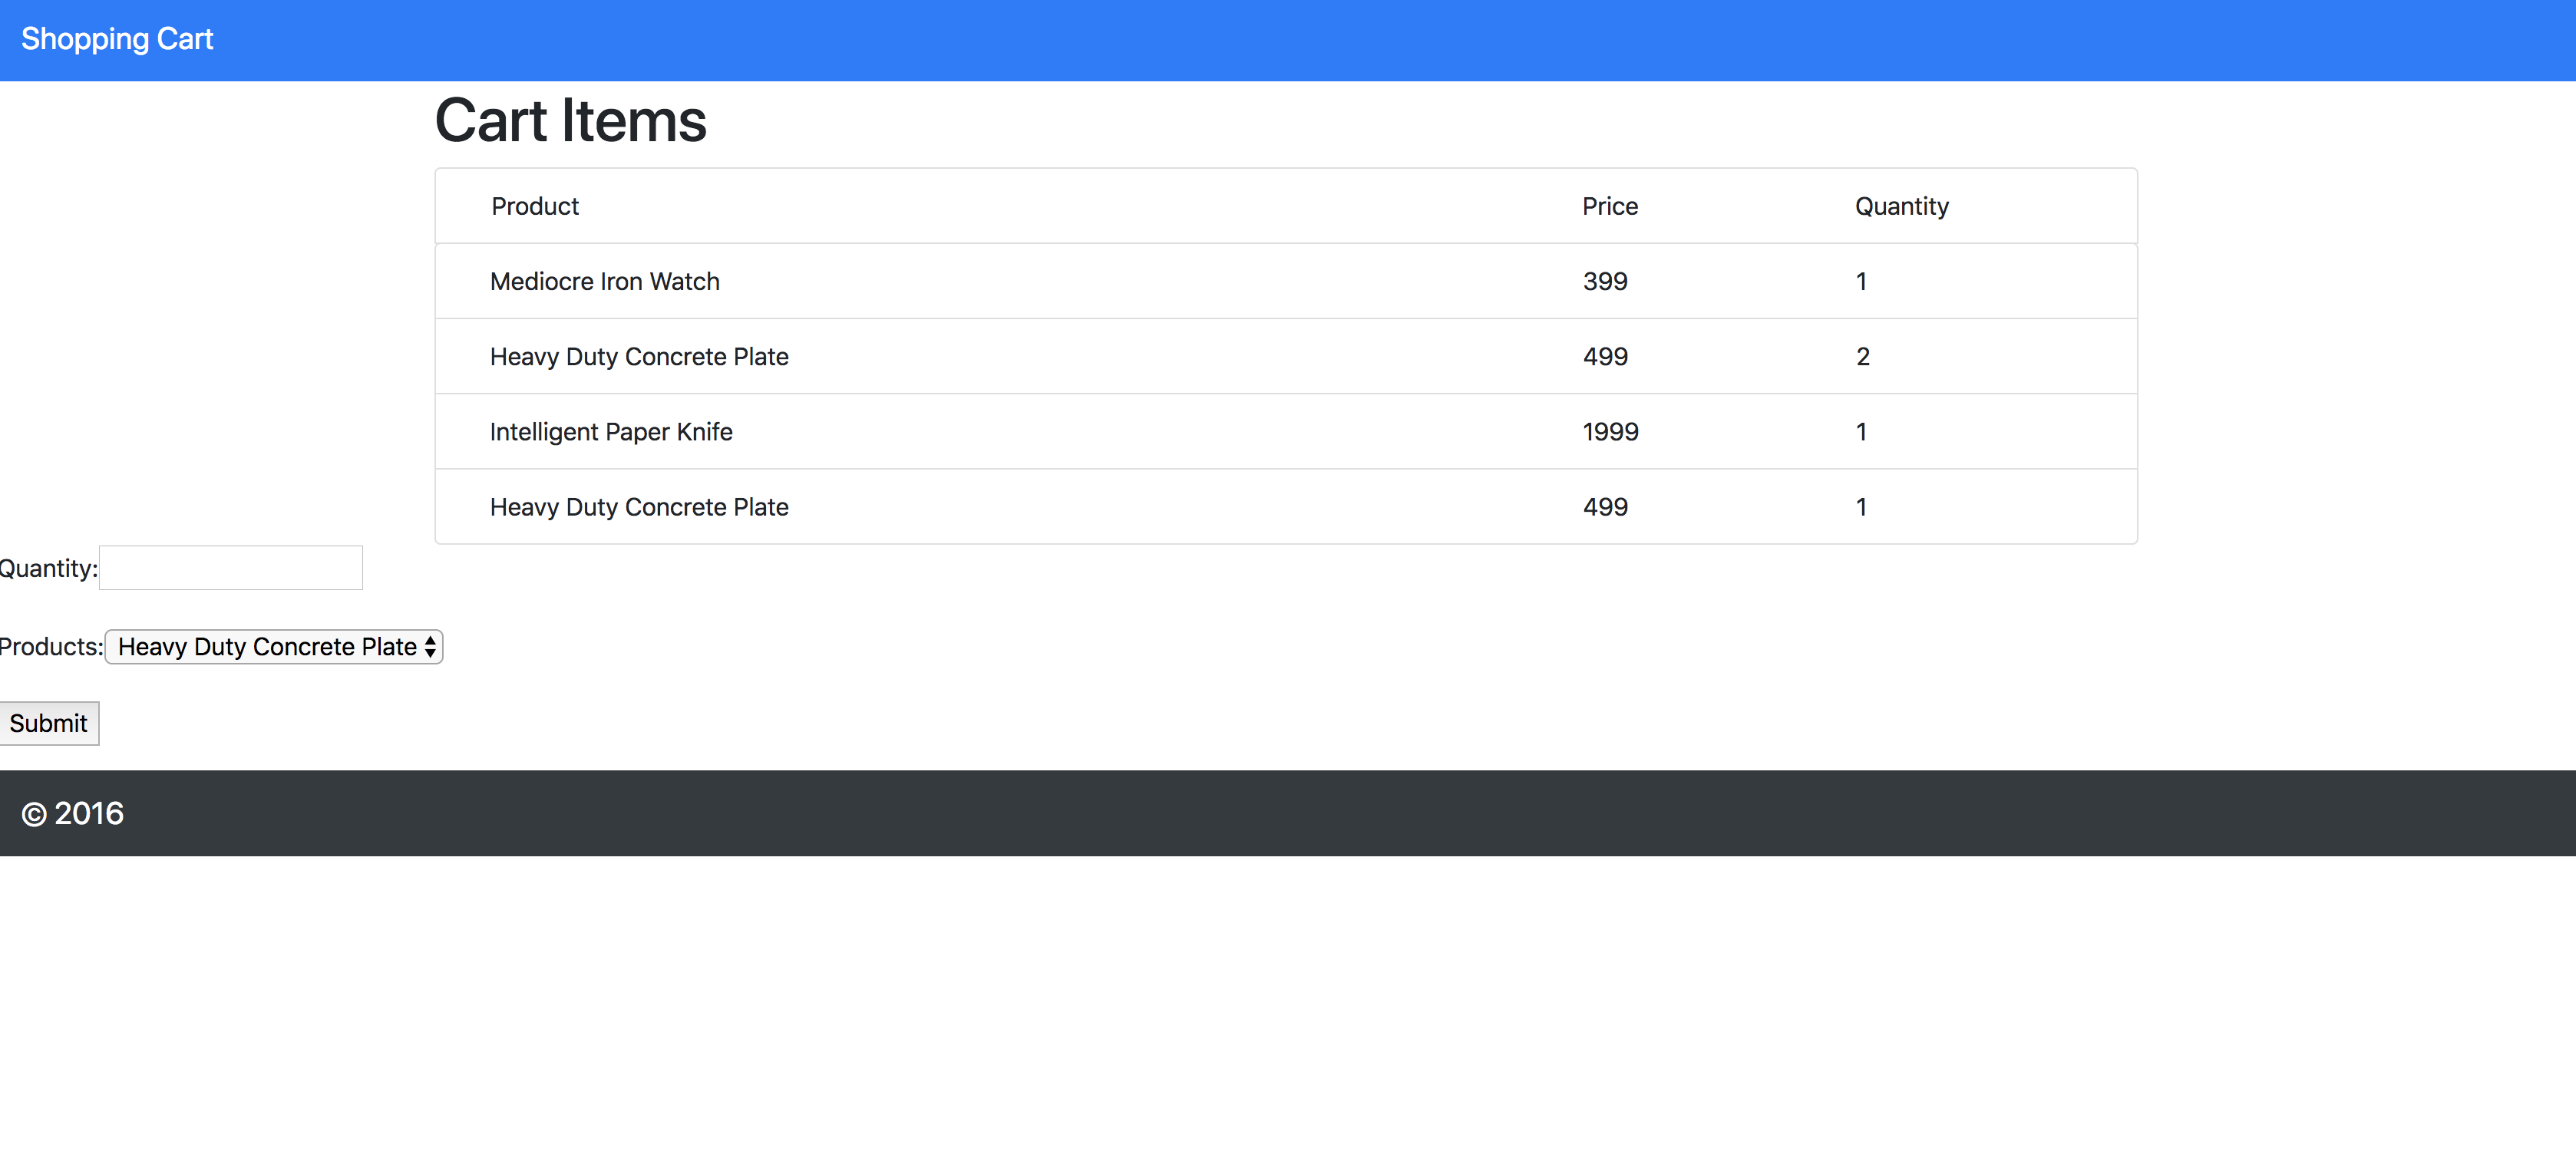 Shopping Cart
Cart Items
Product Price Quantity
Mediocre Iron Watch 399 1
Heavy Duty Concrete Plate 499 2
Intelligent Paper Knife 1999 1
Heavy Duty Concrete Plate 499 1
Quantity:
Products: Heavy Duty Concrete Plate
Submit
© 2016